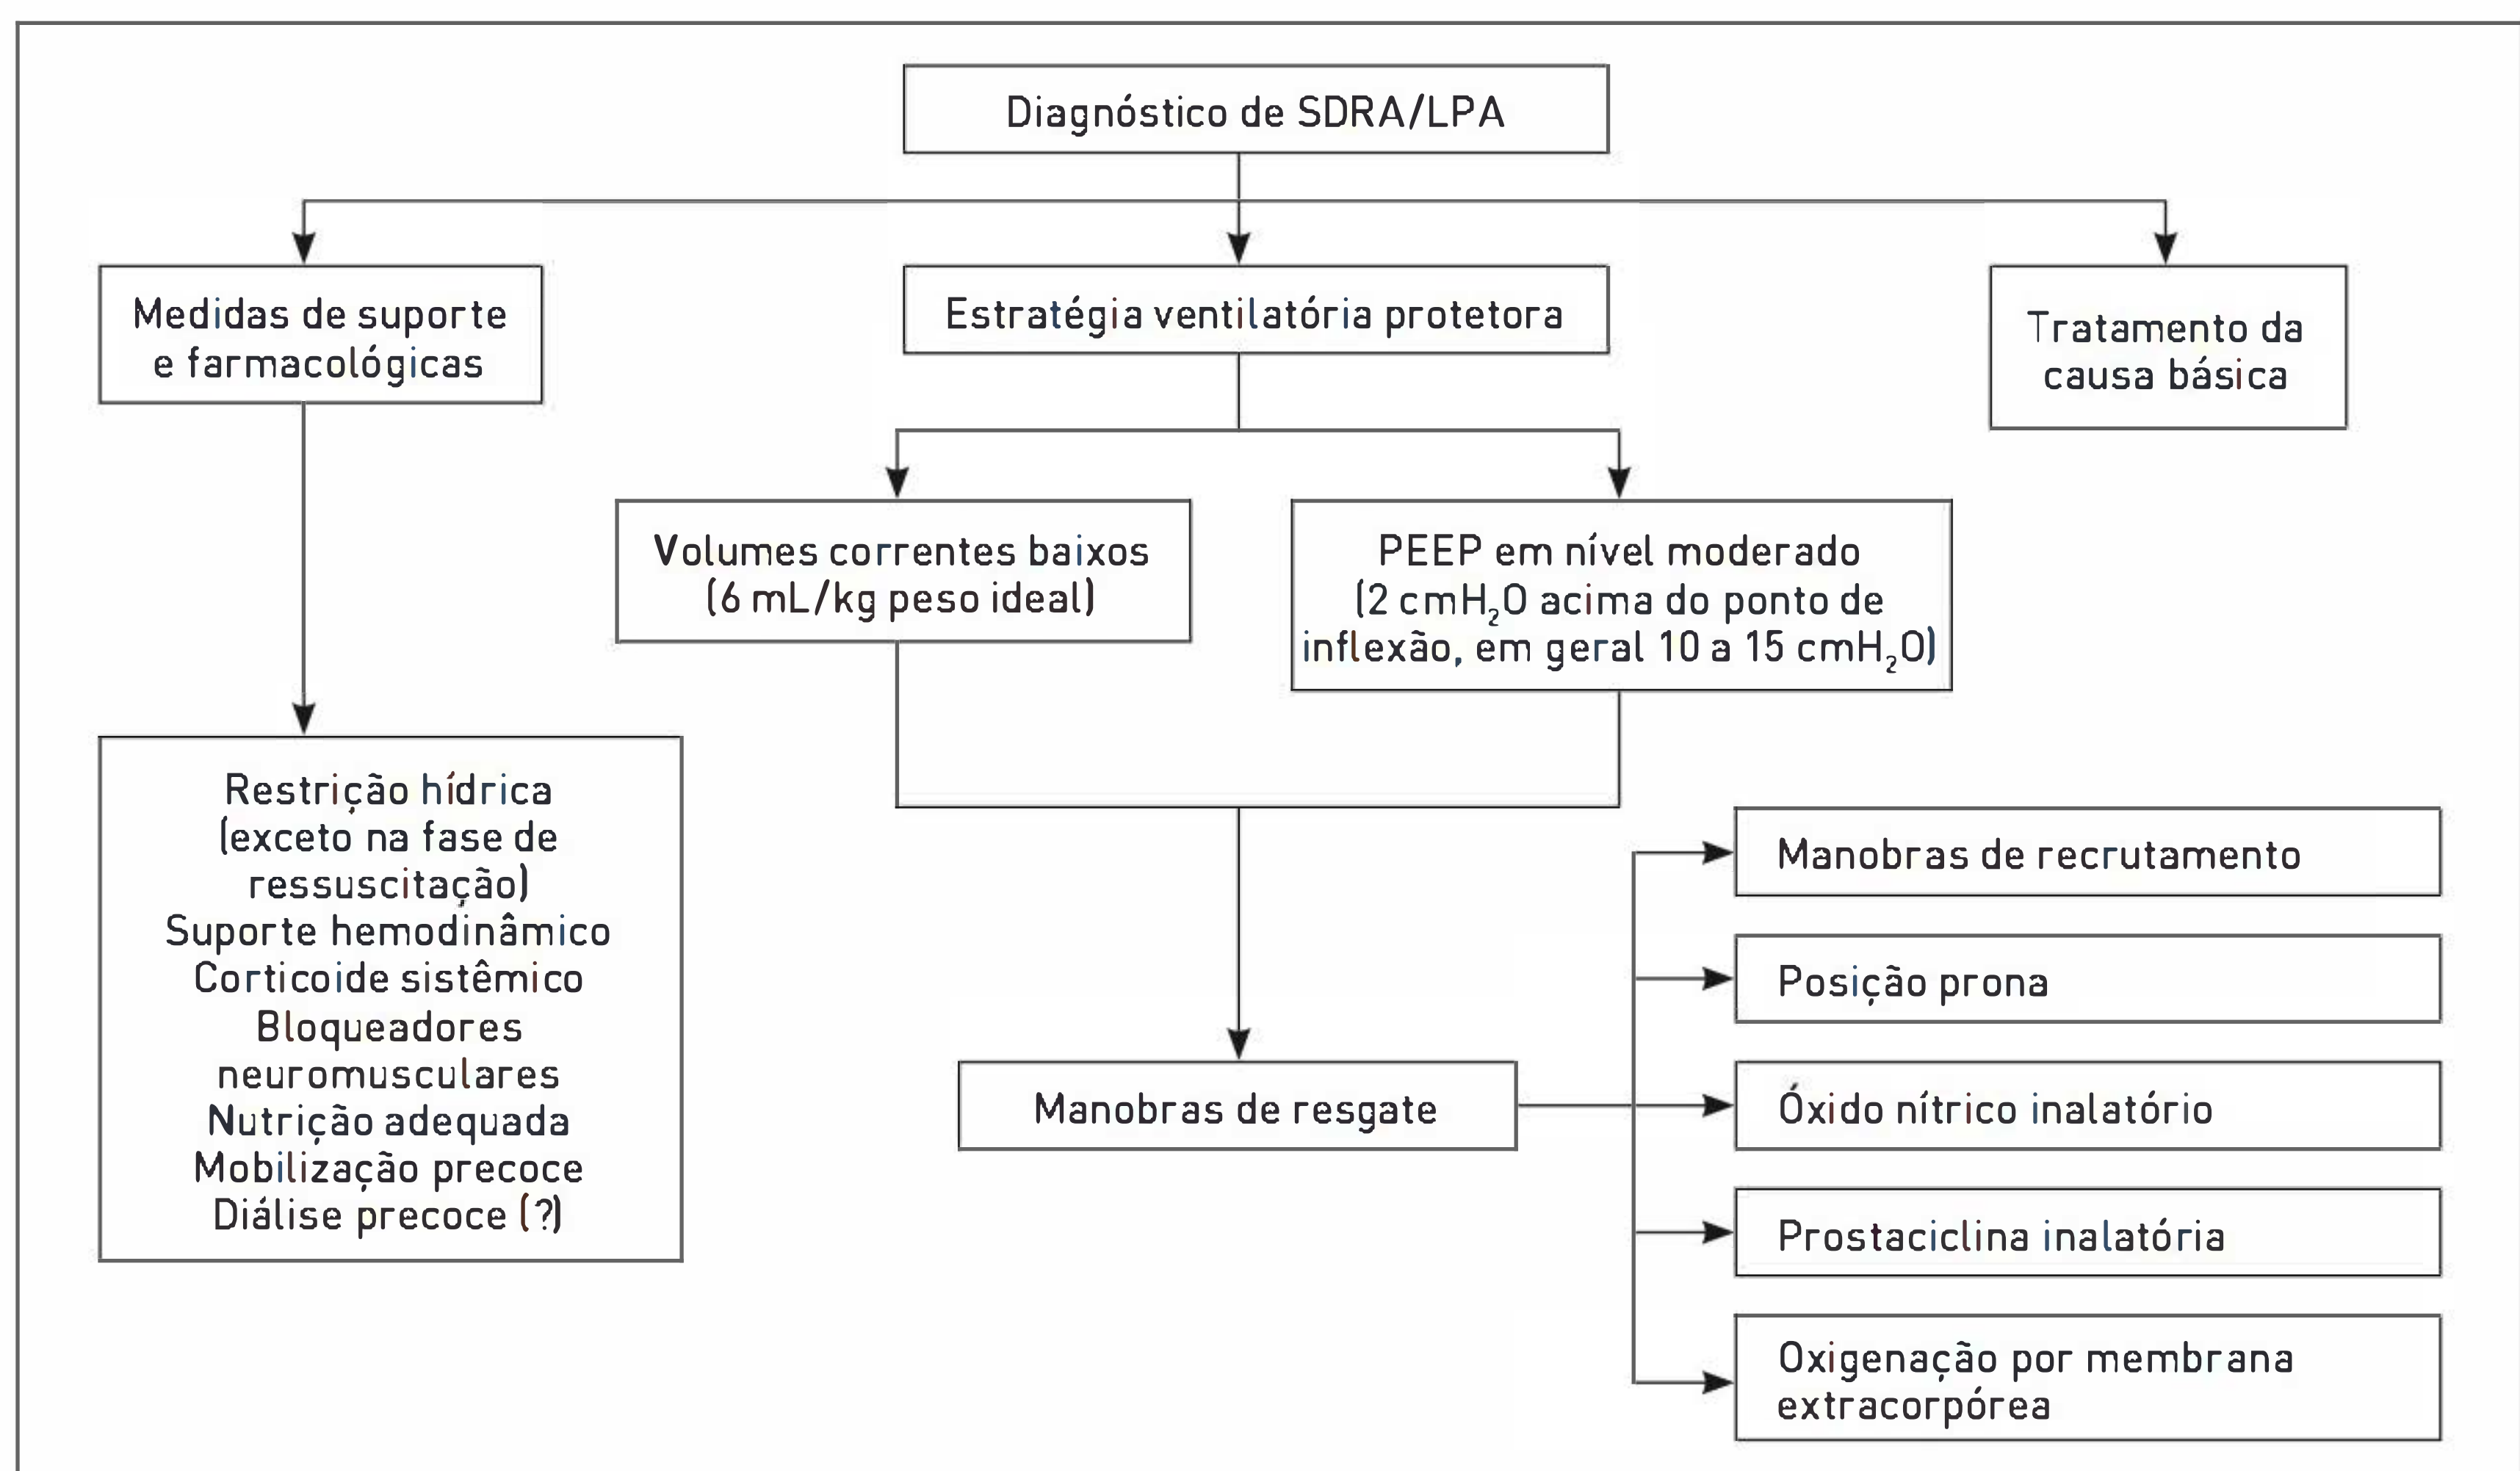 Diagnóstico de SDRA/LPA
Medidas de suporte
e farmacológicas
Estratégia ventilatória protetora
Tratamento da
causa básica
Volumes correntes baixos
(6 mL/kg peso ideal)
PEEP em nível moderado
(2 cmH₂O acima do ponto de
inflexão, em geral 10 a 15 cmH₂O)
Restrição hídrica
(exceto na fase de
ressuscitação)
Suporte hemodinâmico
Corticoide sistêmico
Bloqueadores
neuromusculares
Nutrição adequada
Mobilização precoce
Diálise precoce (?)
Manobras de resgate
Manobras de recrutamento
Posição prona
Óxido nítrico inalatório
Prostaciclina inalatória
Oxigenação por membrana
extracorpórea